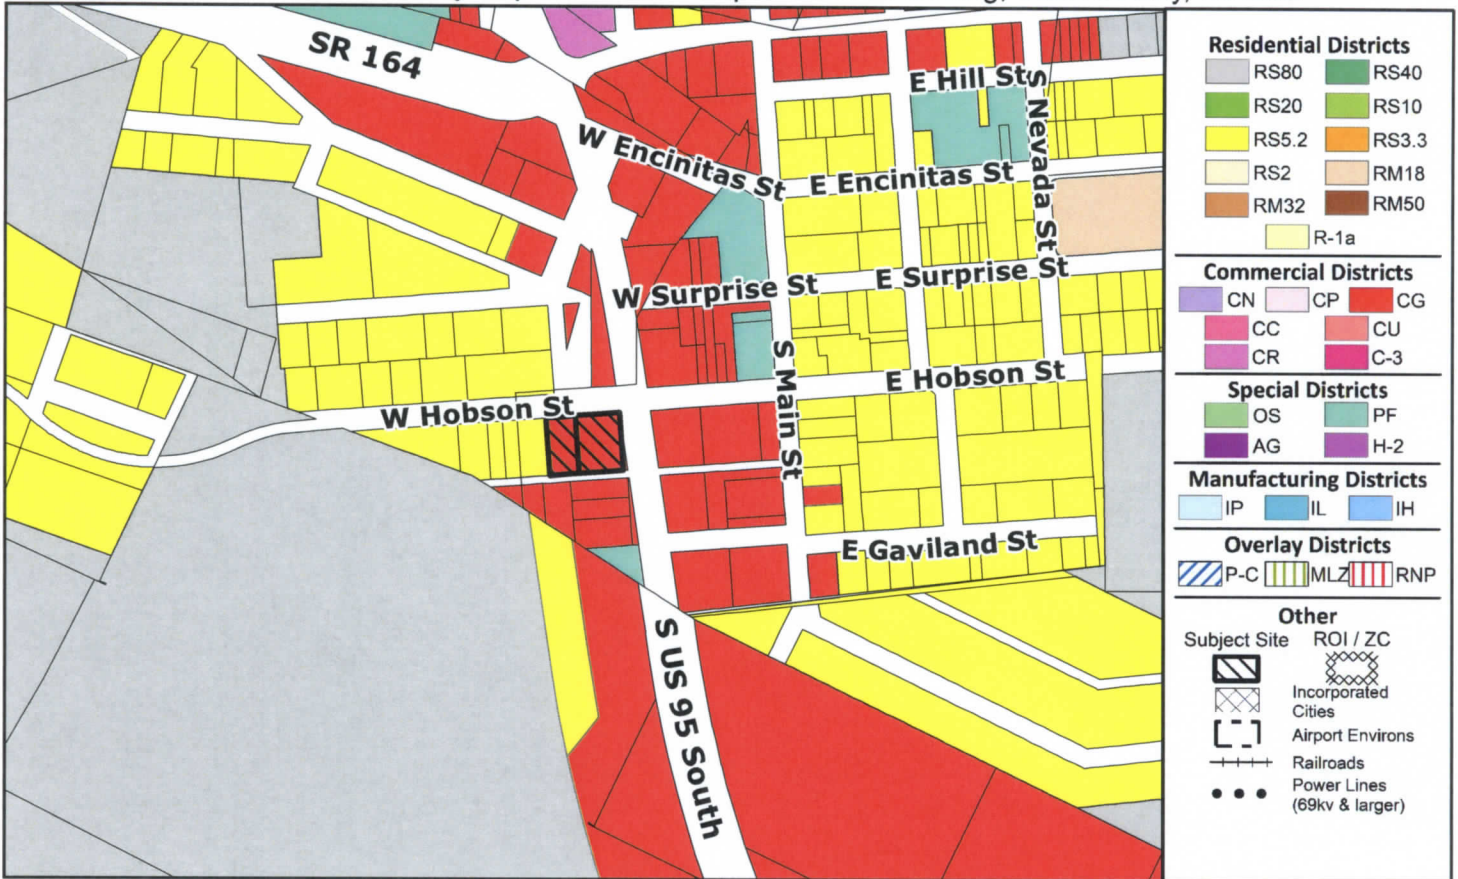 SR 164
W Encinitas St
E Hill St
S Nevada St
E Encinitas St
W Surprise St
E Surprise St
S Main St
E Hobson St
W Hobson St
E Gaviland St
S US 95 South
Residential Districts
RS80 RS40
RS20 RS10
RS5.2 RS3.3
RS2 RM18
RM32 RM50
R-1a
Commercial Districts
CN CP CG
CC CU
CR C-3
Special Districts
OS PF
AG H-2
Manufacturing Districts
IP IL IH
Overlay Districts
P-C MLZ RNP
Other
Subject Site ROI / ZC
Incorporated
Cities
Airport Environs
Railroads
Power Lines
(69kv & larger)